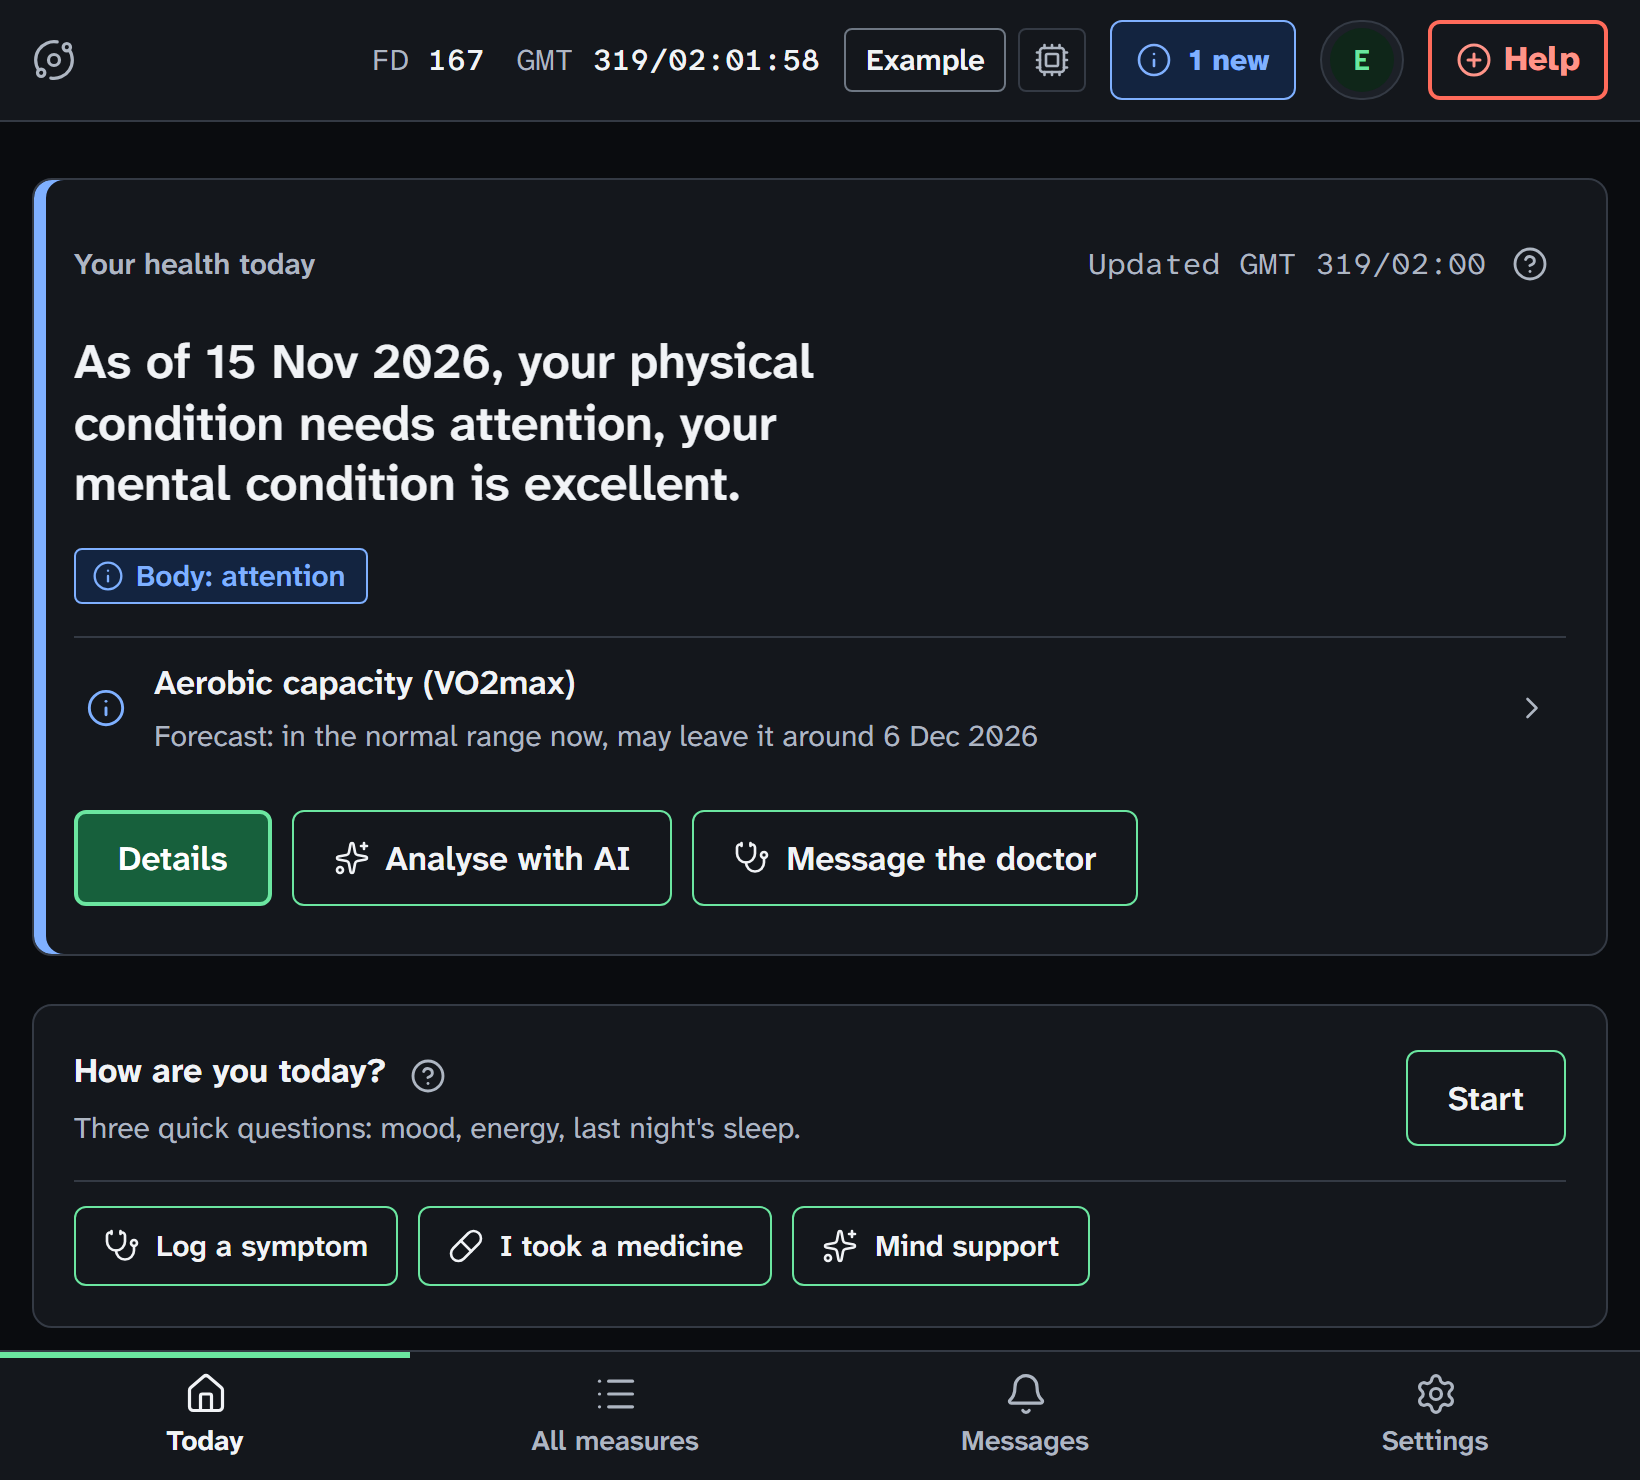 FD 167 GMT 319/02:01:58 Example 1 new E Help
Your health today Updated GMT 319/02:00
As of 15 Nov 2026, your physical
condition needs attention, your
mental condition is excellent.
Body: attention
Aerobic capacity (VO2max)
Forecast: in the normal range now, may leave it around 6 Dec 2026
Details Analyse with AI Message the doctor
How are you today?
Three quick questions: mood, energy, last night's sleep.
Start
Log a symptom I took a medicine Mind support
Today All measures Messages Settings